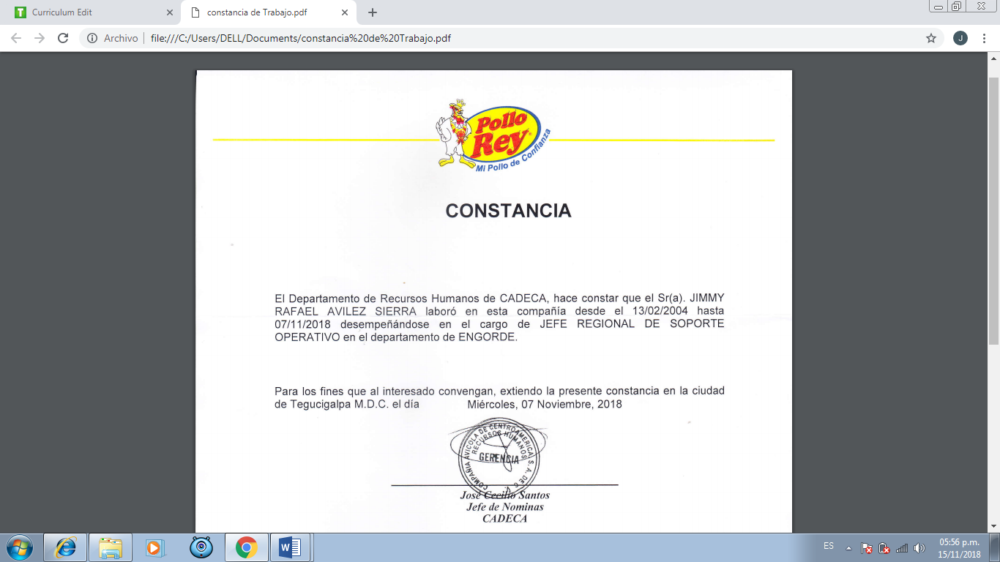 Curriculum Edit
constancia de Trabajo.pdf
Archivo
file:///C:/Users/DELL/Documents/constancia%20de%20Trabajo.pdf
J
Pollo
Rey
Mi Pollo de Confianza
CONSTANCIA
El Departamento de Recursos Humanos de CADECA, hace constar que el Sr(a). JIMMY
RAFAEL AVILEZ SIERRA laboró en esta compañía desde el 13/02/2004 hasta
07/11/2018 desempeñándose en el cargo de JEFE REGIONAL DE SOPORTE
OPERATIVO en el departamento de ENGORDE.
Para los fines que al interesado convengan, extiendo la presente constancia en la ciudad
de Tegucigalpa M.D.C. el día Miércoles, 07 Noviembre, 2018
COMPAÑIA AVICOLA DE CENTROAMERICA, S. A. DE C. V.
RECURSOS HUMANOS
GERENCIA
José Cecilio Santos
Jefe de Nominas
CADECA
ES
05:56 p.m.
15/11/2018